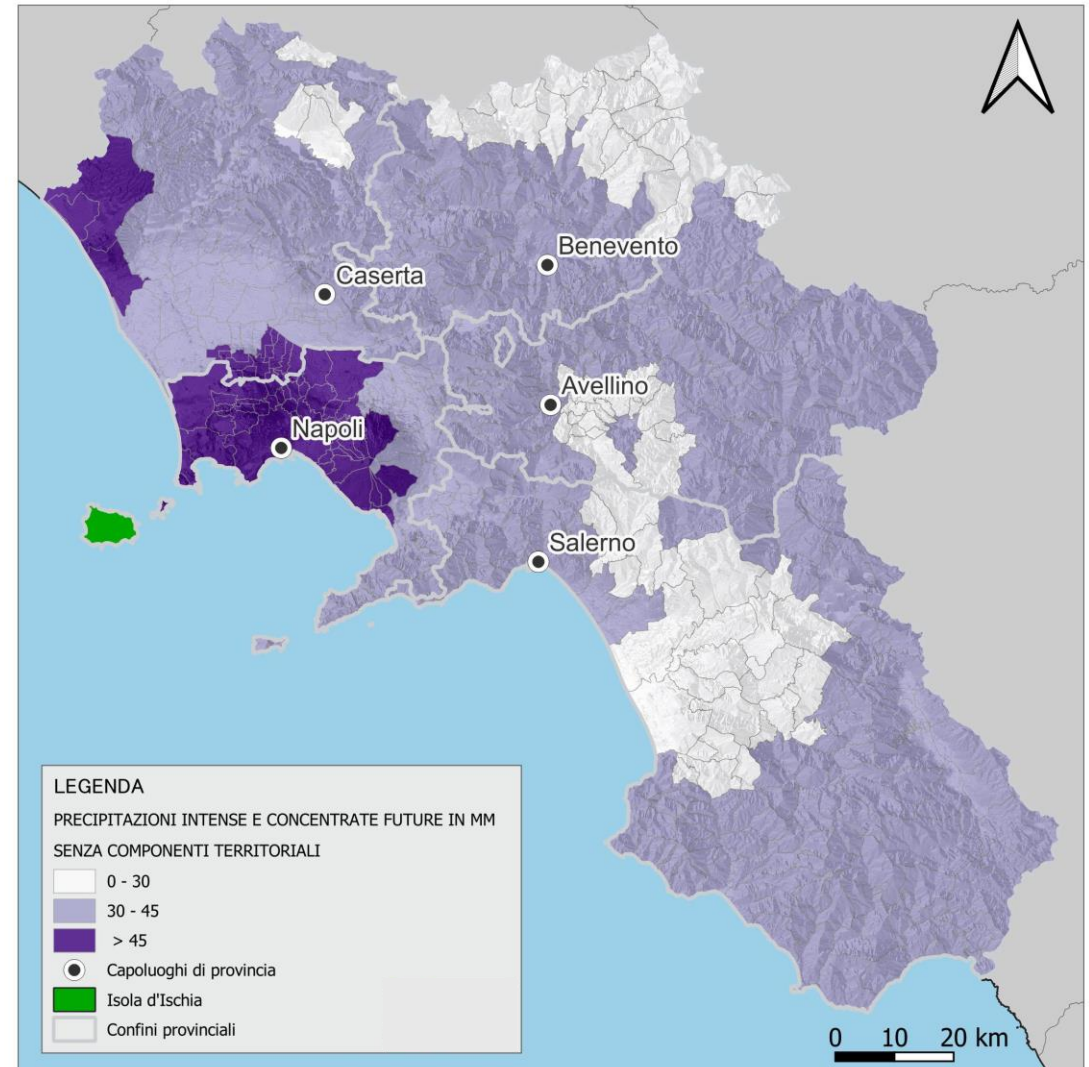 Benevento
Caserta
Avellino
Napoli
Salerno
LEGENDA
PRECIPITAZIONI INTENSE E CONCENTRATE FUTURE IN MM
SENZA COMPONENTI TERRITORIALI
0 - 30
30 - 45
> 45
Capoluoghi di provincia
Isola d'Ischia
Confini provinciali
0 10 20 km